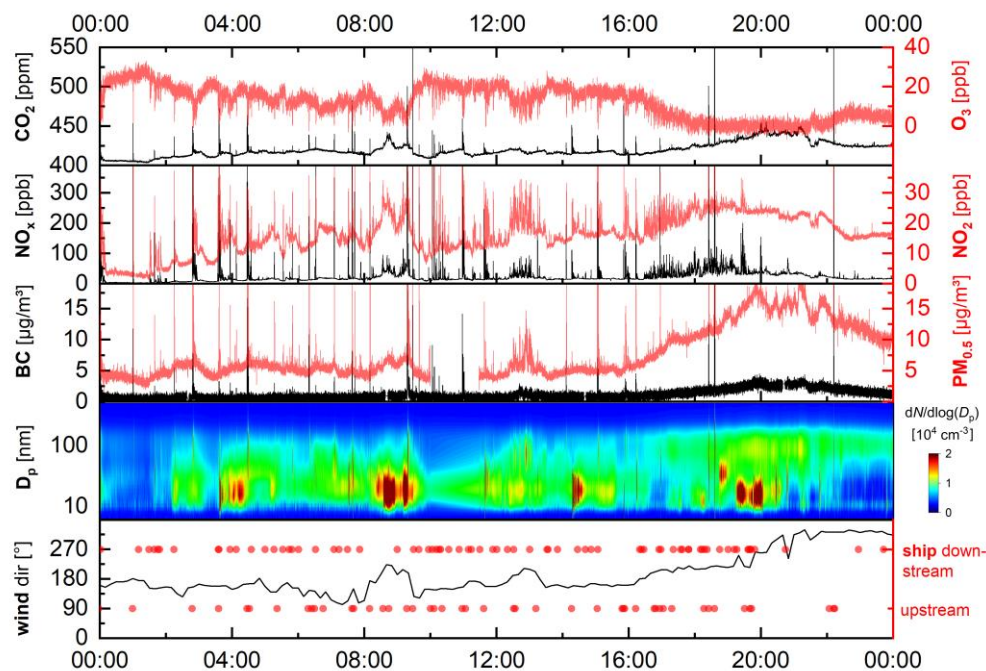 00:00 04:00 08:00 12:00 16:00 20:00 00:00
CO₂ [ppm]
550
500
450
400
40
20
0
O₃ [ppb]
NOₓ [ppb]
300
200
100
0
30
20
10
0
NO₂ [ppb]
BC [µg/m³]
15
10
5
0
15
10
5
0
PM₀.₅ [µg/m³]
Dₚ [nm]
100
10
dN/dlog(Dₚ)
[10⁴ cm⁻³]
2
1
0
wind dir [°]
270
180
90
0
ship down-
stream
upstream
00:00 04:00 08:00 12:00 16:00 20:00 00:00